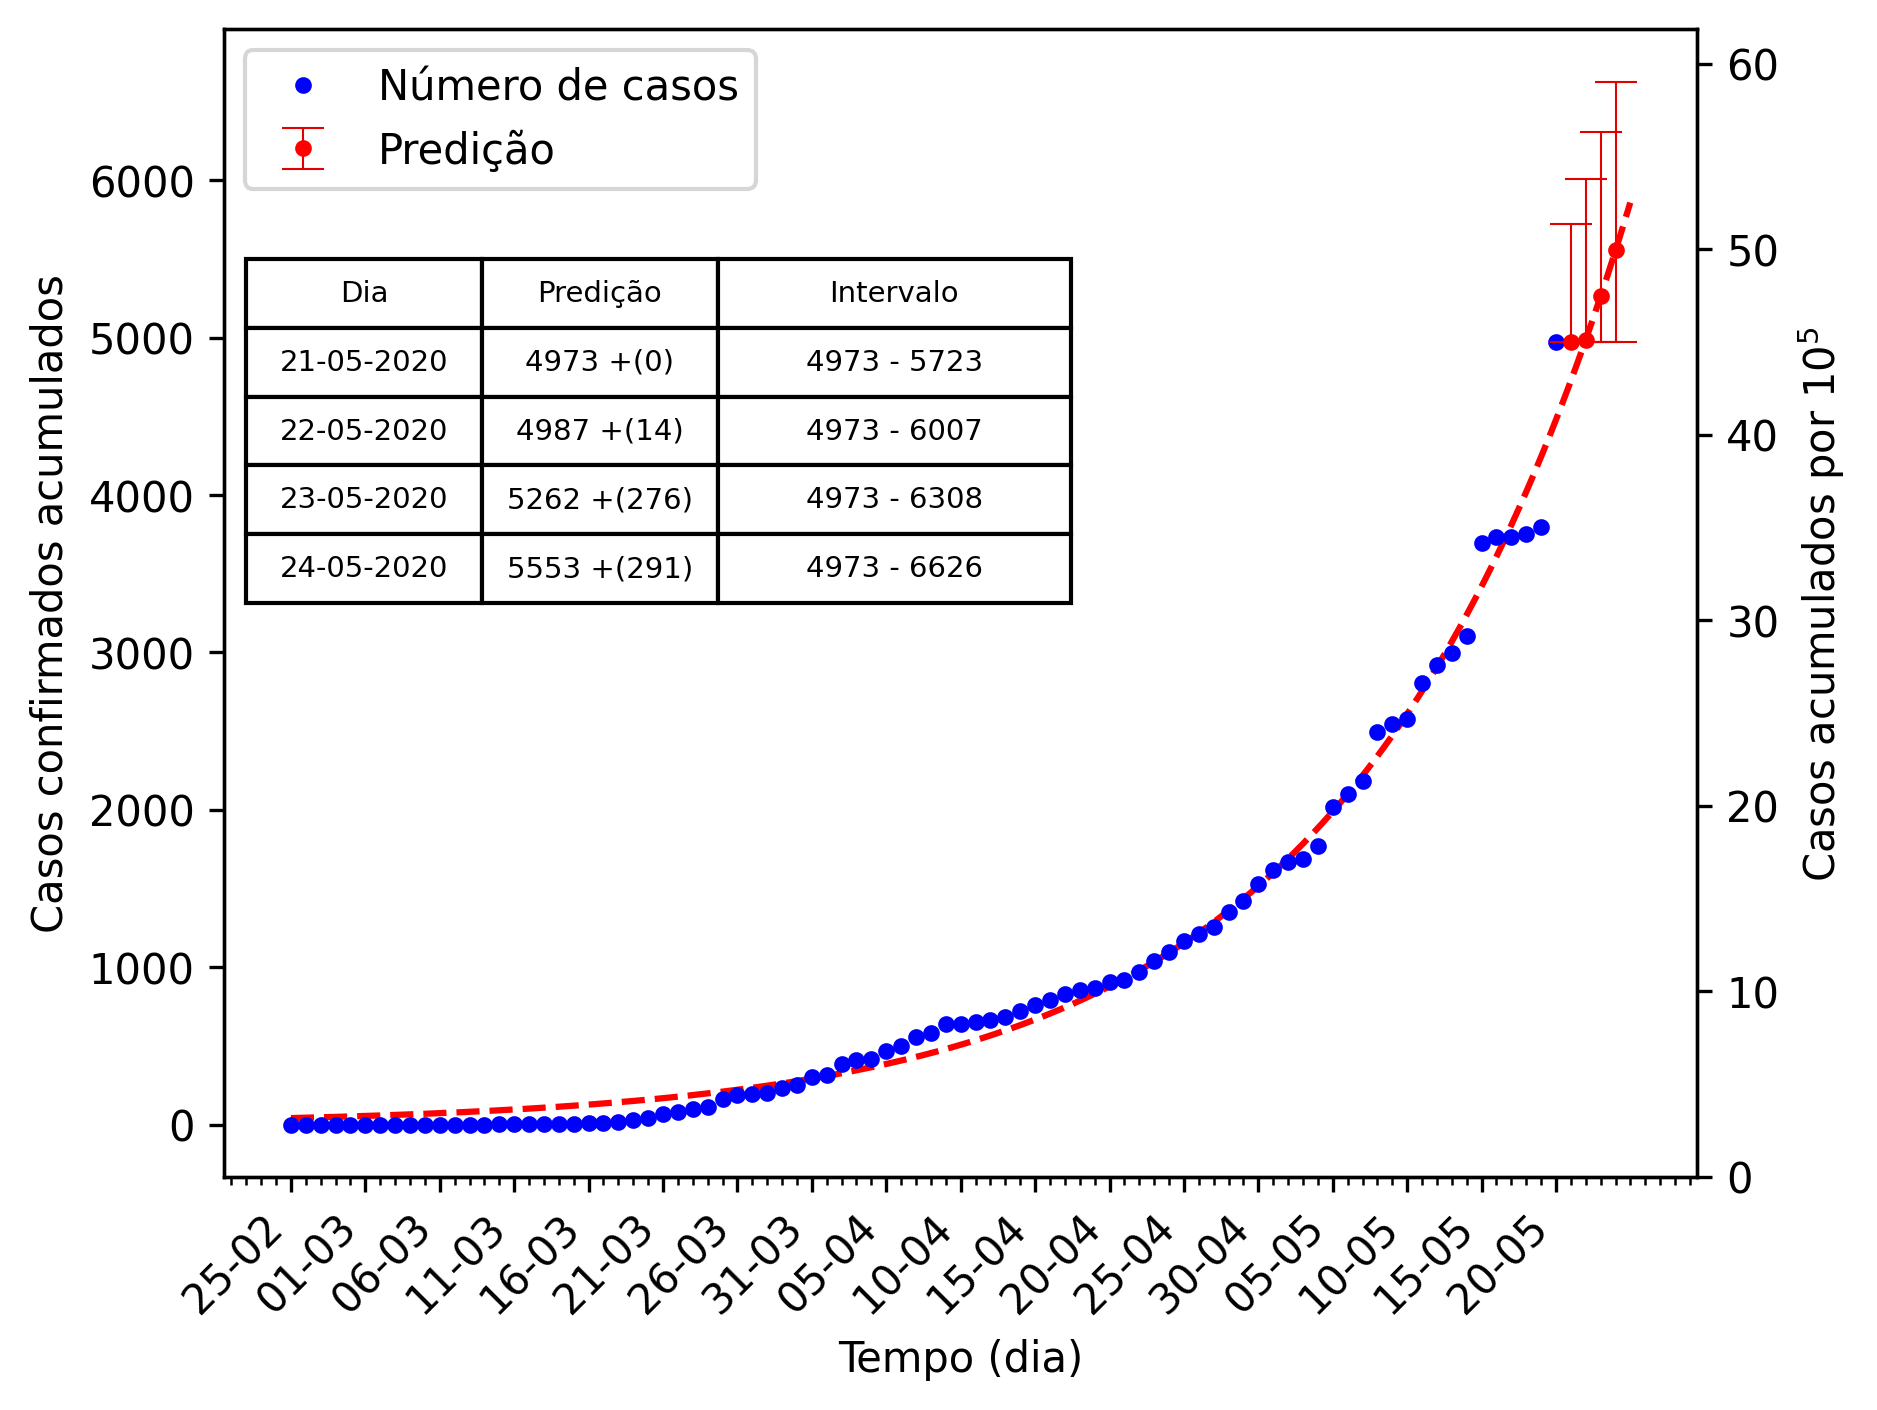 Número de casos
Predição
Dia Predição Intervalo
21-05-2020 4973 +(0) 4973 - 5723
22-05-2020 4987 +(14) 4973 - 6007
23-05-2020 5262 +(276) 4973 - 6308
24-05-2020 5553 +(291) 4973 - 6626
Casos confirmados acumulados
6000
5000
4000
3000
2000
1000
0
60
50
40
30
20
10
0
Casos acumulados por 10⁵
25-02 01-03 06-03 11-03 16-03 21-03 26-03 31-03 05-04 10-04 15-04 20-04 25-04 30-04 05-05 10-05 15-05 20-05
Tempo (dia)